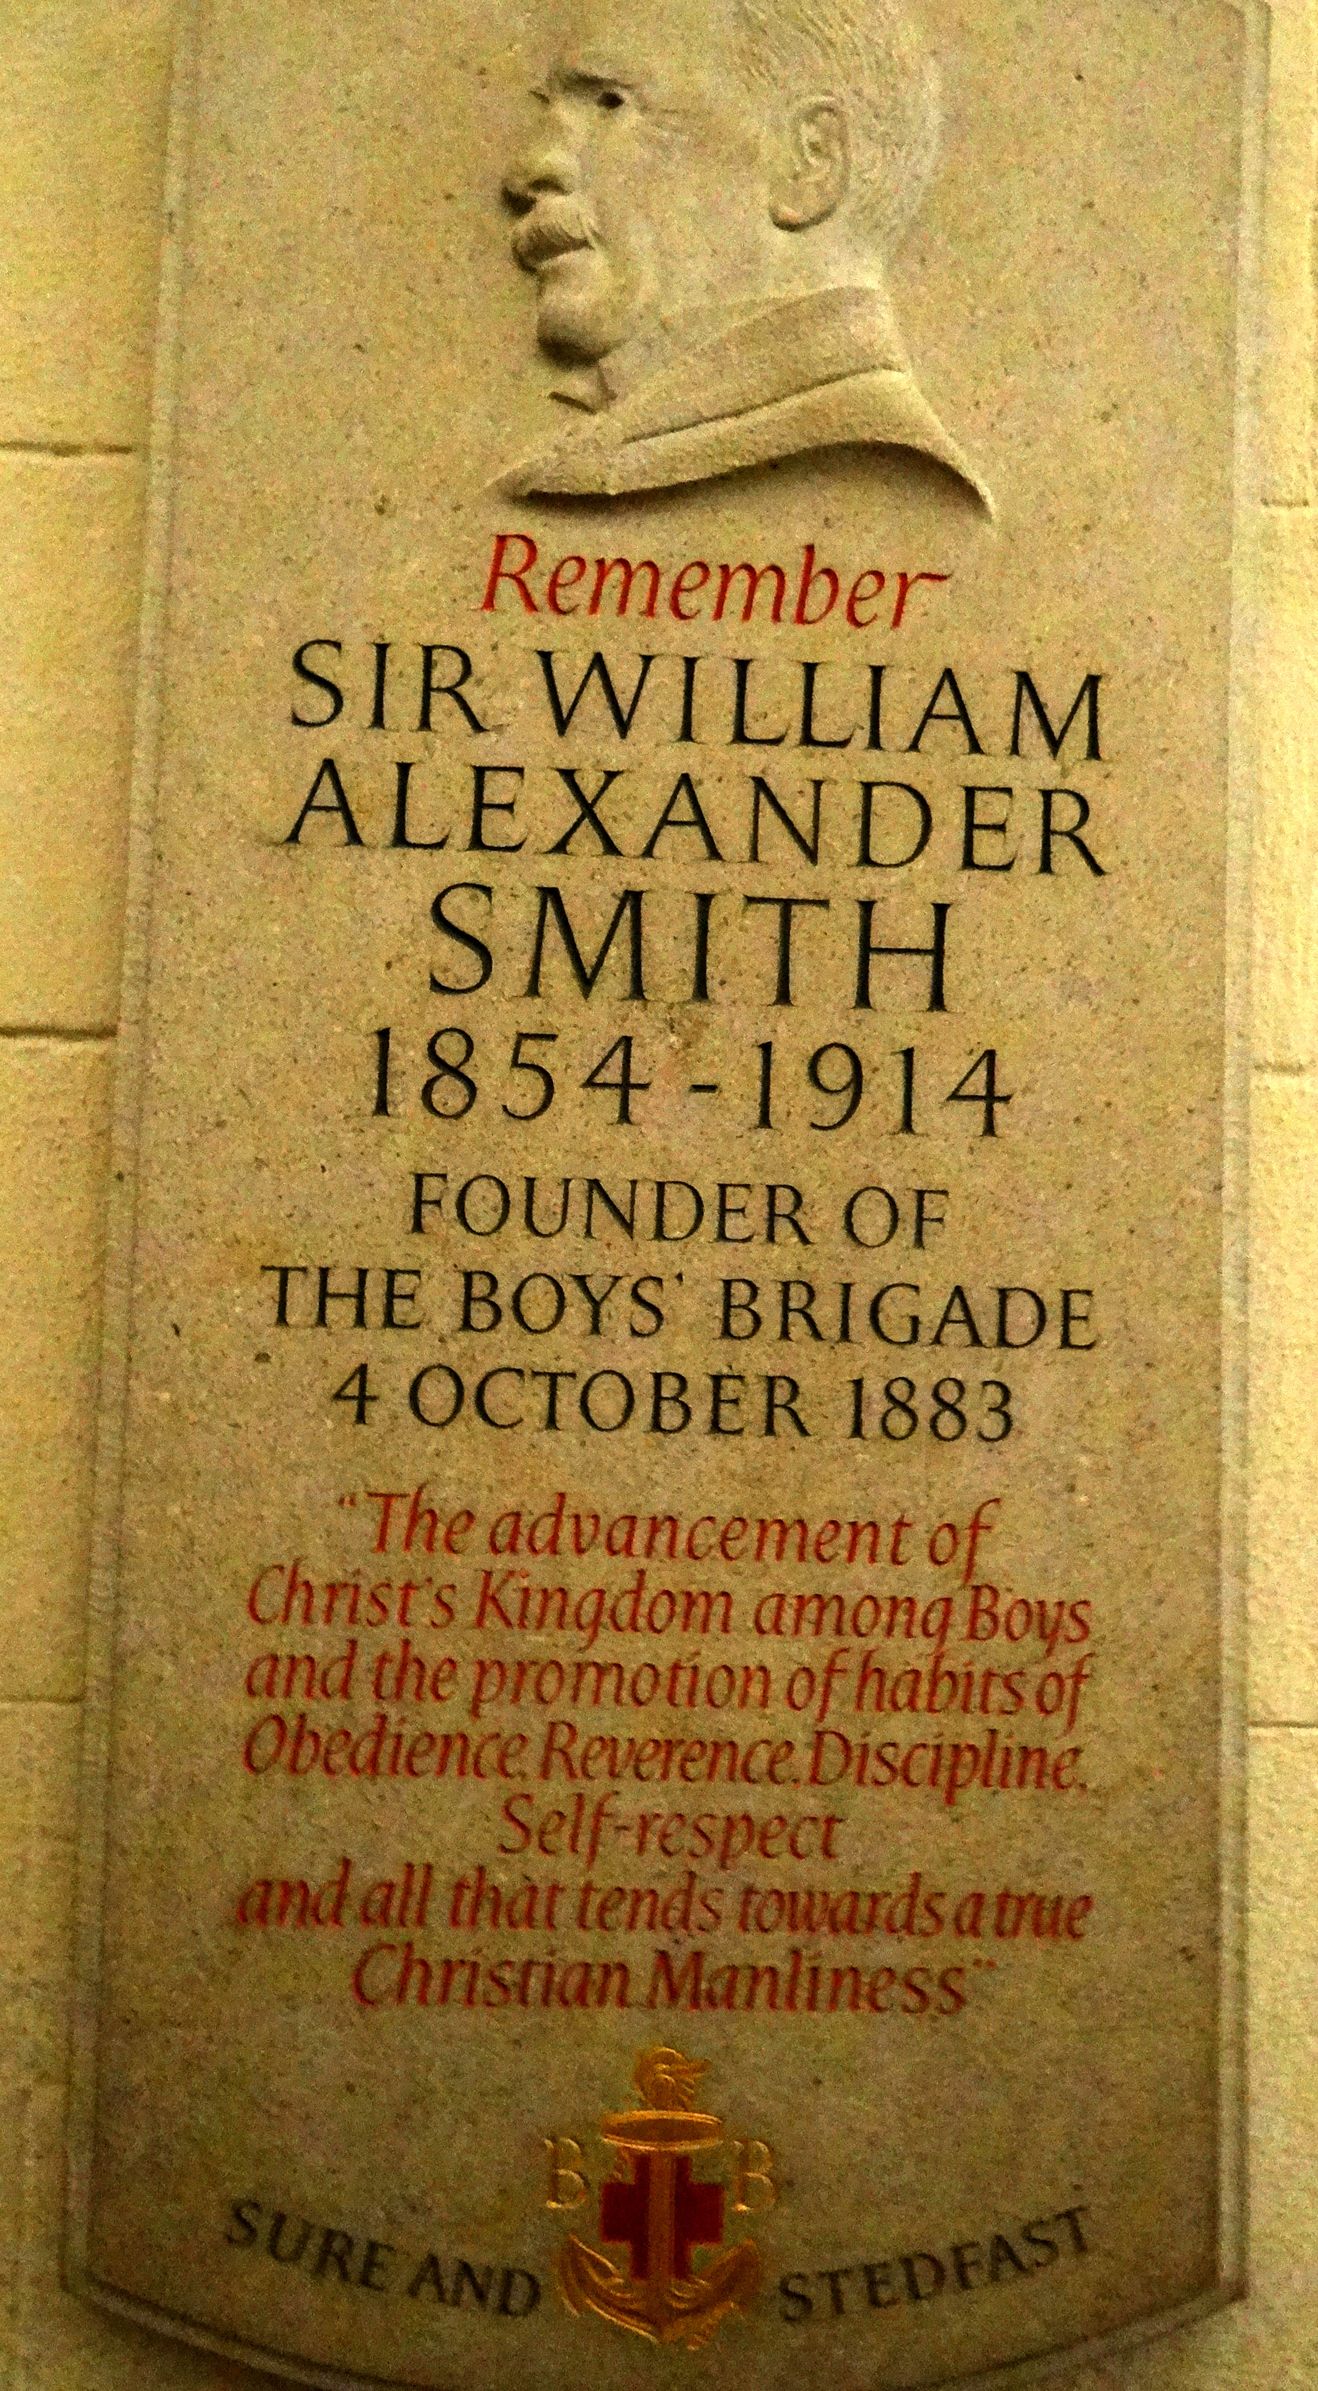 Remember
SIR WILLIAM
ALEXANDER
SMITH
1854-1914
FOUNDER OF
THE BOYS' BRIGADE
4 OCTOBER 1883
"The advancement of
Christ's Kingdom among Boys
and the promotion of habits of
Obedience. Reverence. Discipline.
Self-respect
and all that tends towards a true
Christian Manliness"
B B
SURE AND STEDFAST